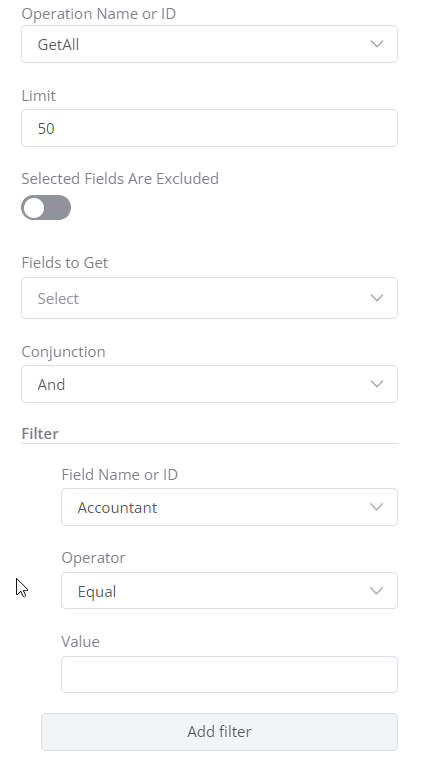 Operation Name or ID
GetAll
Limit
50
Selected Fields Are Excluded
Fields to Get
Select
Conjunction
And
Filter
Field Name or ID
Accountant
Operator
Equal
Value
Add filter